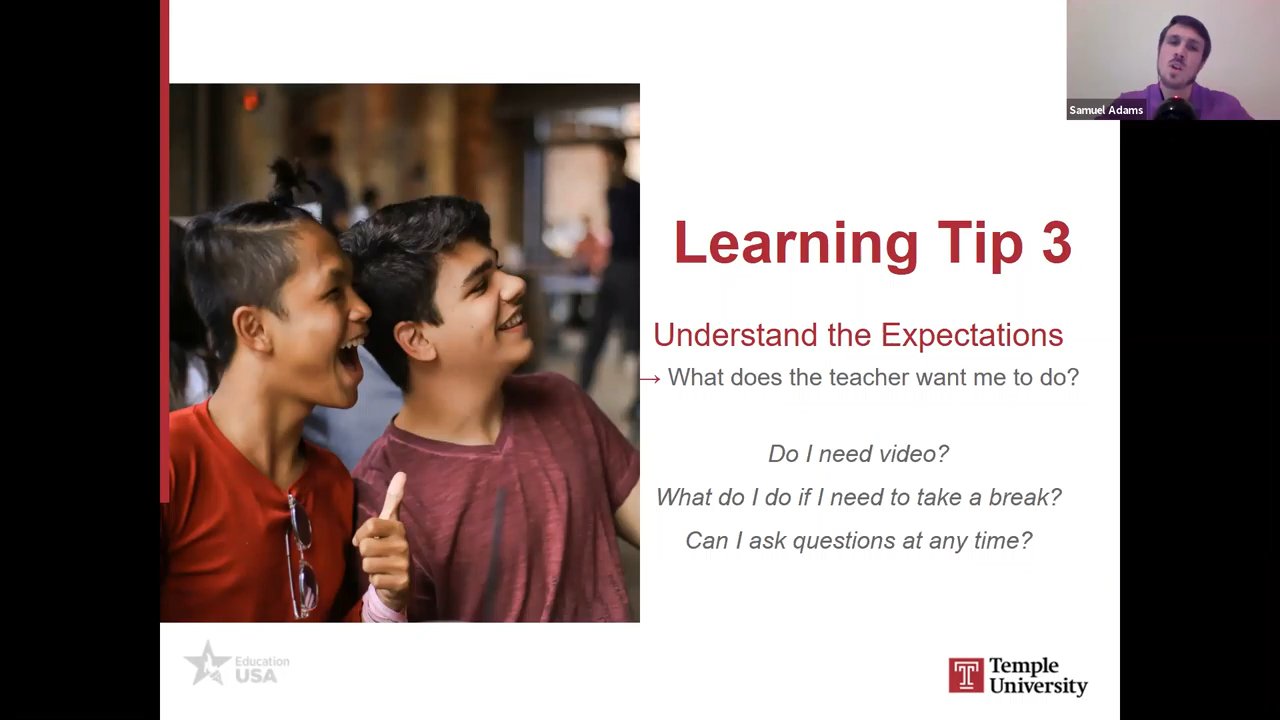 Samuel Adams
Learning Tip 3
Understand the Expectations
→ What does the teacher want me to do?
Do I need video?
What do I do if I need to take a break?
Can I ask questions at any time?
Education
USA
Temple
University